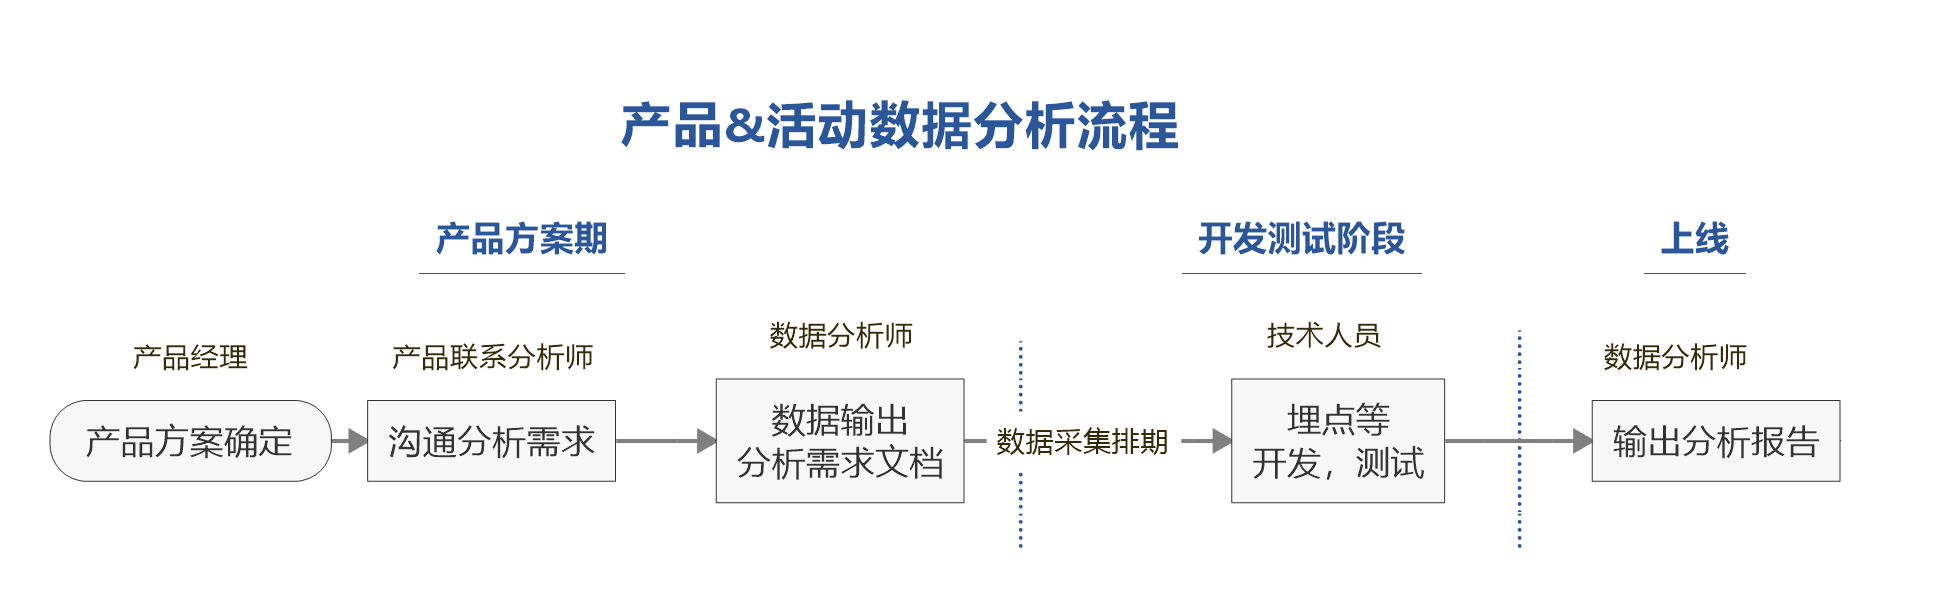 产品&活动数据分析流程
产品方案期
开发测试阶段
上线
产品经理
产品联系分析师
数据分析师
技术人员
数据分析师
产品方案确定
沟通分析需求
数据输出
分析需求文档
数据采集排期
埋点等
开发，测试
输出分析报告